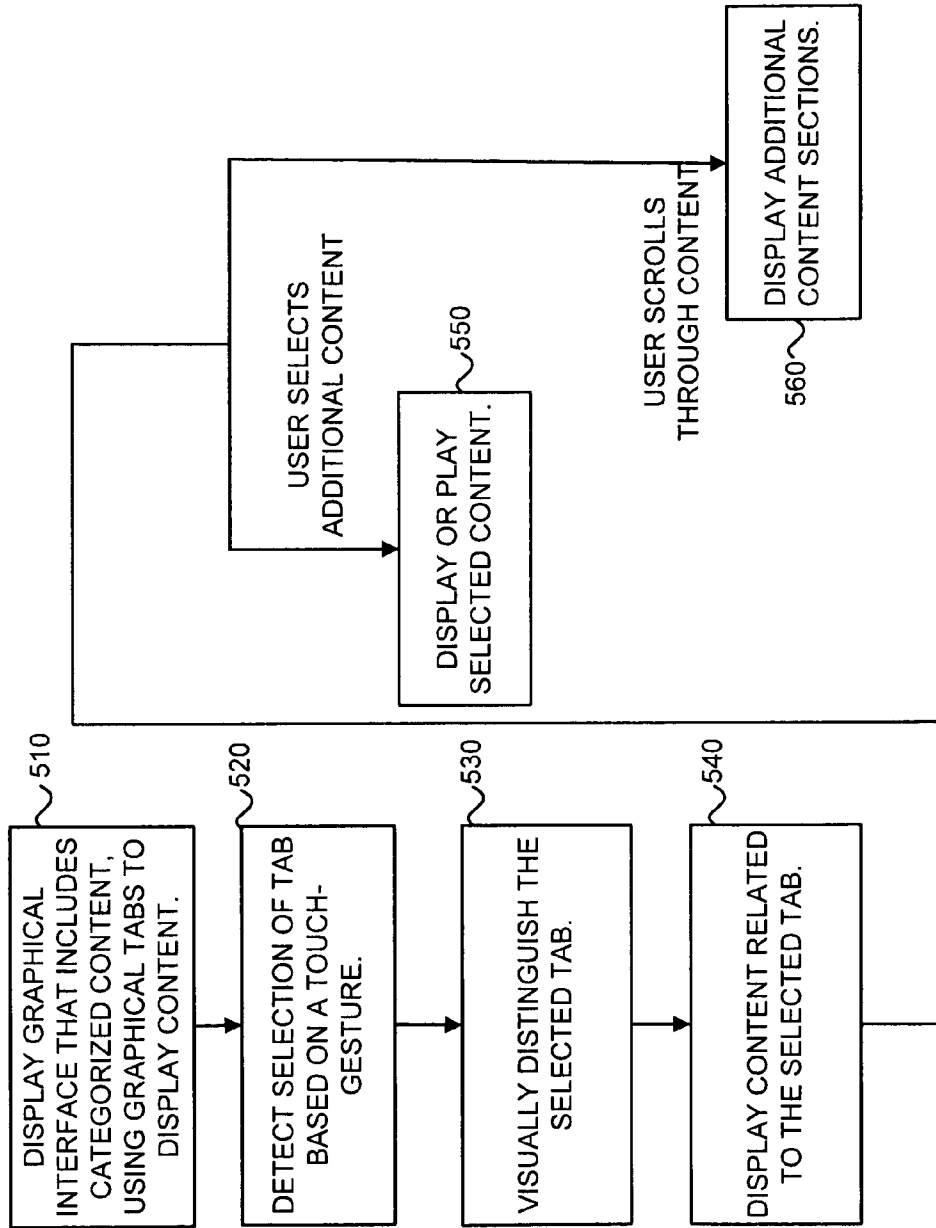 510
DISPLAY GRAPHICAL
INTERFACE THAT INCLUDES
CATEGORIZED CONTENT,
USING GRAPHICAL TABS TO
DISPLAY CONTENT.
520
DETECT SELECTION OF TAB
BASED ON A TOUCH-
GESTURE.
530
VISUALLY DISTINGUISH THE
SELECTED TAB.
540
DISPLAY CONTENT RELATED
TO THE SELECTED TAB.
USER SELECTS
ADDITIONAL CONTENT
550
DISPLAY OR PLAY
SELECTED CONTENT.
USER SCROLLS
THROUGH CONTENT
560
DISPLAY ADDITIONAL
CONTENT SECTIONS.